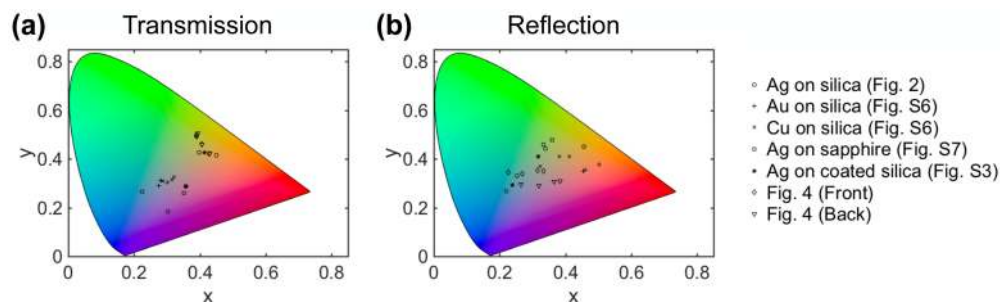 (a) Transmission
(b) Reflection
0.8
0.6
0.4
0.2
0
y
0 0.2 0.4 0.6 0.8
x
0.8
0.6
0.4
0.2
0
y
0 0.2 0.4 0.6 0.8
x
Ag on silica (Fig. 2)
Au on silica (Fig. S6)
Cu on silica (Fig. S6)
Ag on sapphire (Fig. S7)
Ag on coated silica (Fig. S3)
Fig. 4 (Front)
Fig. 4 (Back)